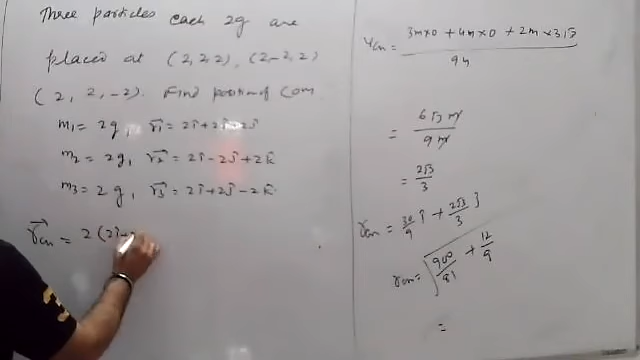 Three particles each 2g are
placed at (2,2,2), (2,-2,2)
(2, 2, -2). Find position of Com
m₁ = 2g, r₁ = 2î+2ĵ+2k̂
m₂ = 2g, r₂ = 2î-2ĵ+2k̂
m₃ = 2g, r₃ = 2î+2ĵ-2k̂
r⃗cm = 2(2î+
Ycm = 3m×0 + 4m×0 + 2m×3√3
9m
= 6√3 m
9m
= 2√3
3
rcm = 30/9 î + 2√3/3 ĵ
rcm = √900/81 + 12/9
=